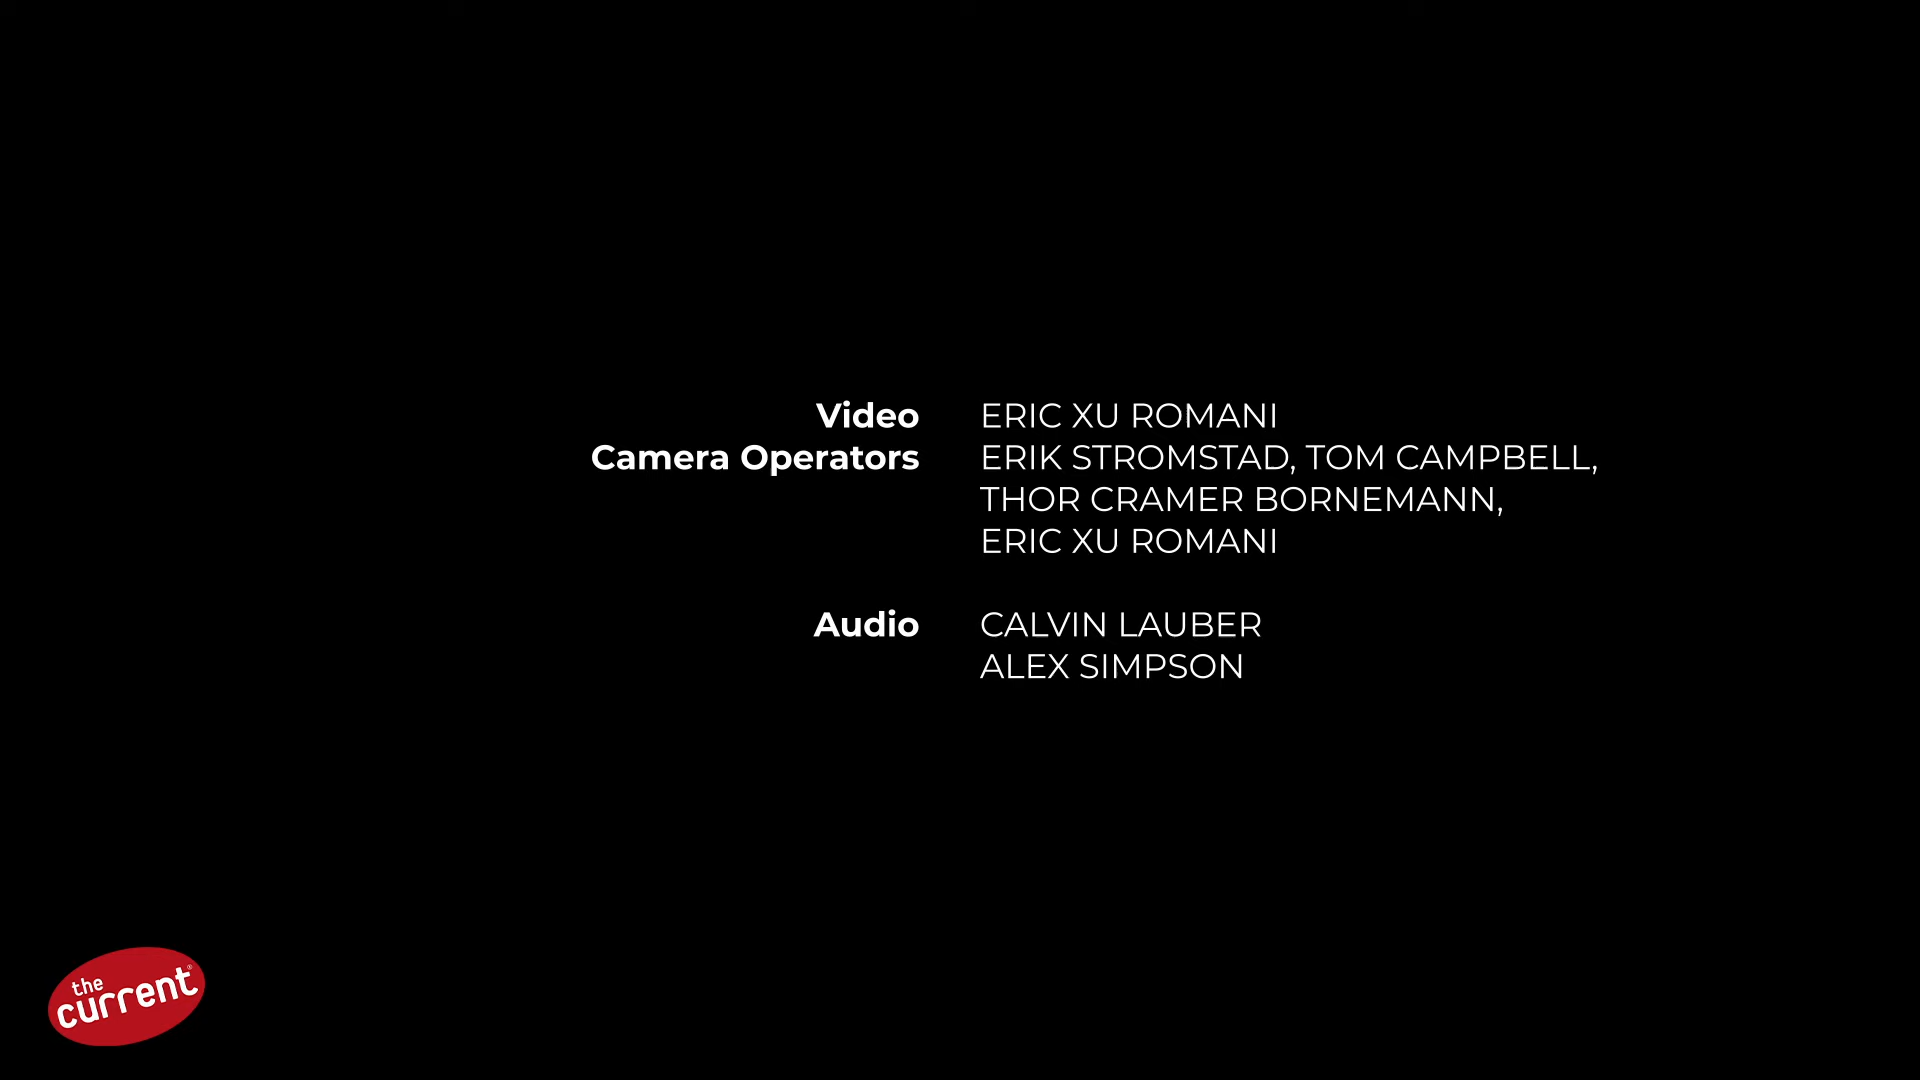 Video ERIC XU ROMANI
Camera Operators ERIK STROMSTAD, TOM CAMPBELL,
THOR CRAMER BORNEMANN,
ERIC XU ROMANI
Audio CALVIN LAUBER
ALEX SIMPSON
the
current®